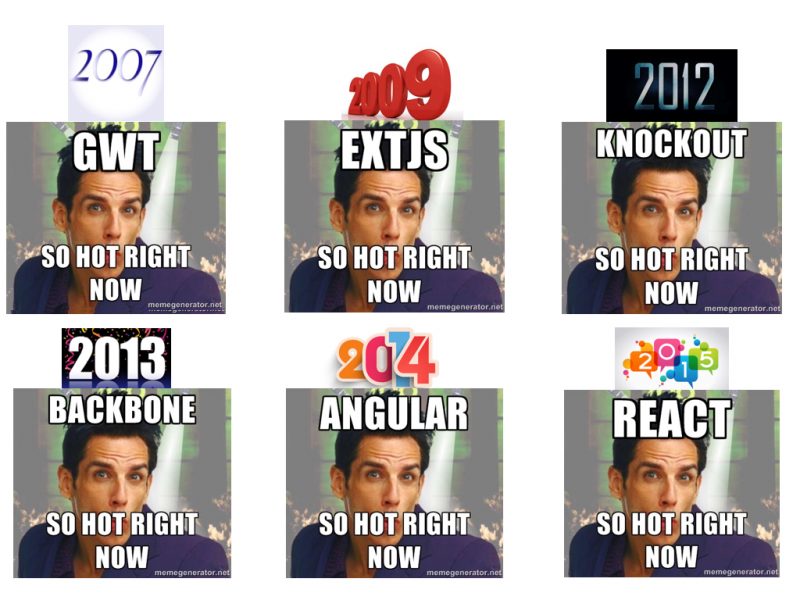 2007
2009
2012
GWT
SO HOT RIGHT
NOW
memegenerator.net
EXTJS
SO HOT RIGHT
NOW
memegenerator.net
KNOCKOUT
SO HOT RIGHT
NOW
memegenerator.net
2013
2014
2015
BACKBONE
SO HOT RIGHT
NOW
memegenerator.net
ANGULAR
SO HOT RIGHT
NOW
memegenerator.net
REACT
SO HOT RIGHT
NOW
memegenerator.net